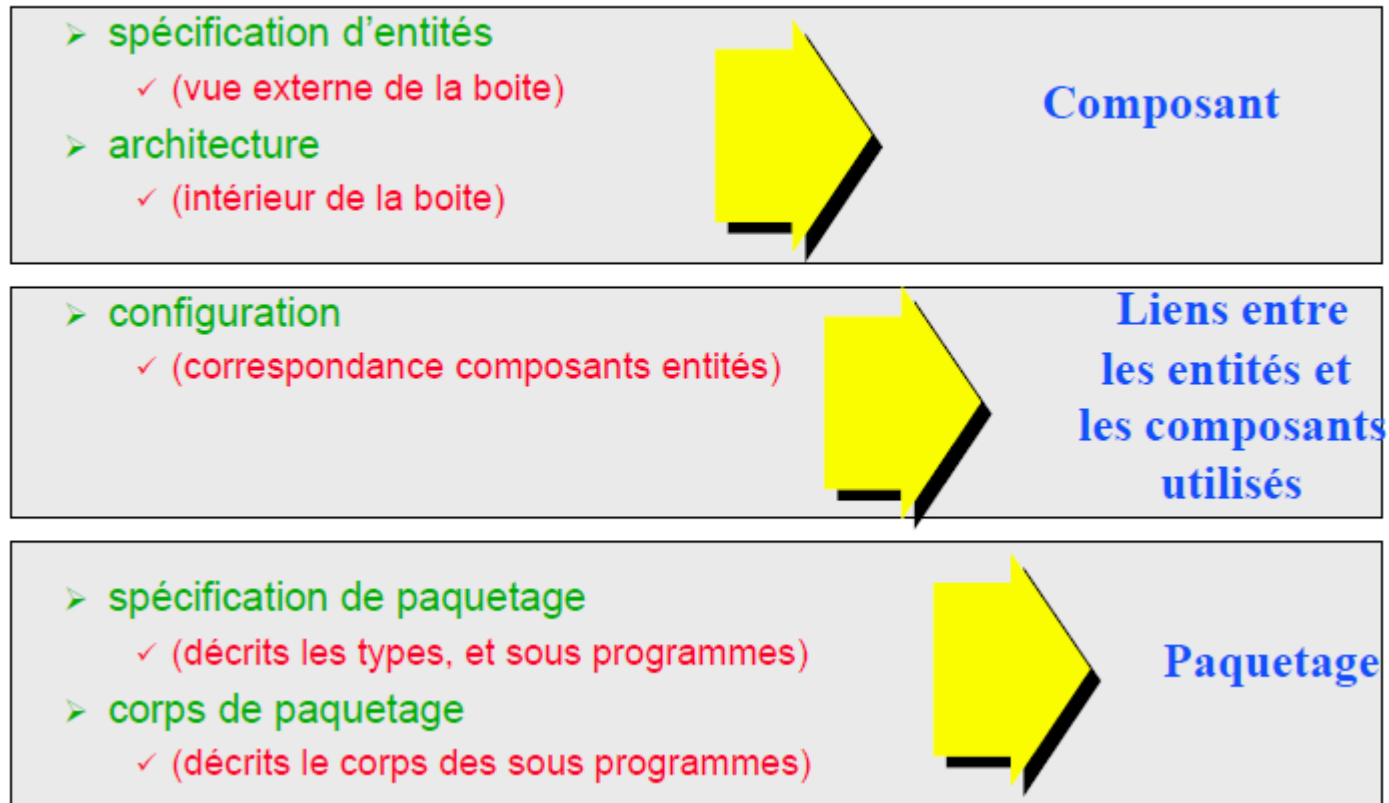 spécification d'entités
(vue externe de la boite)
architecture
(intérieur de la boite)
Composant
configuration
(correspondance composants entités)
Liens entre
les entités et
les composants
utilisés
spécification de paquetage
(décrits les types, et sous programmes)
corps de paquetage
(décrits le corps des sous programmes)
Paquetage